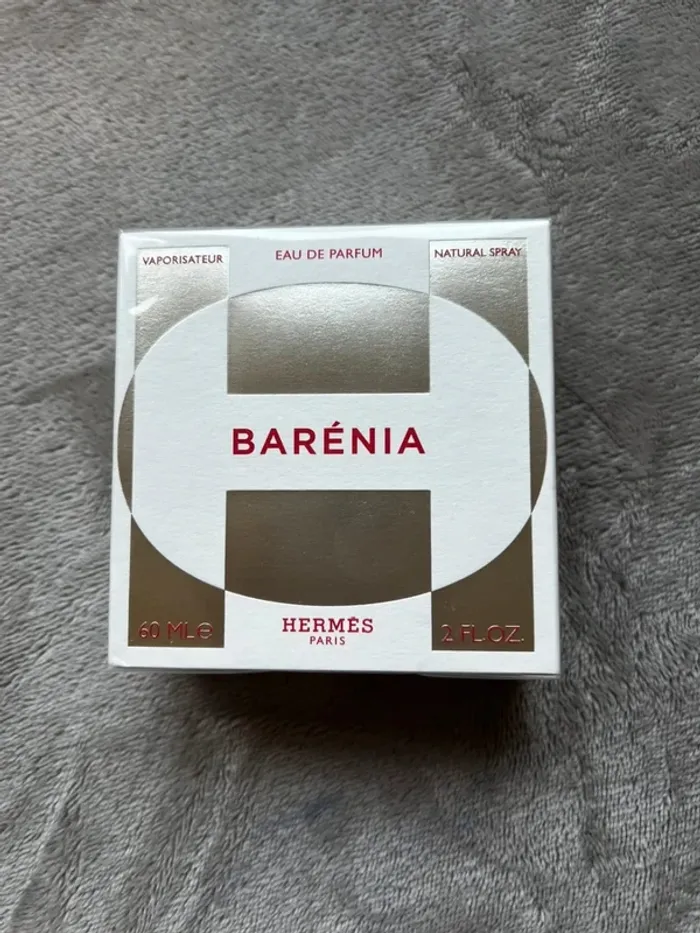 VAPORISATEUR
EAU DE PARFUM
NATURAL SPRAY
BARÉNIA
60 ML e
HERMÈS
PARIS
2 FL.OZ.